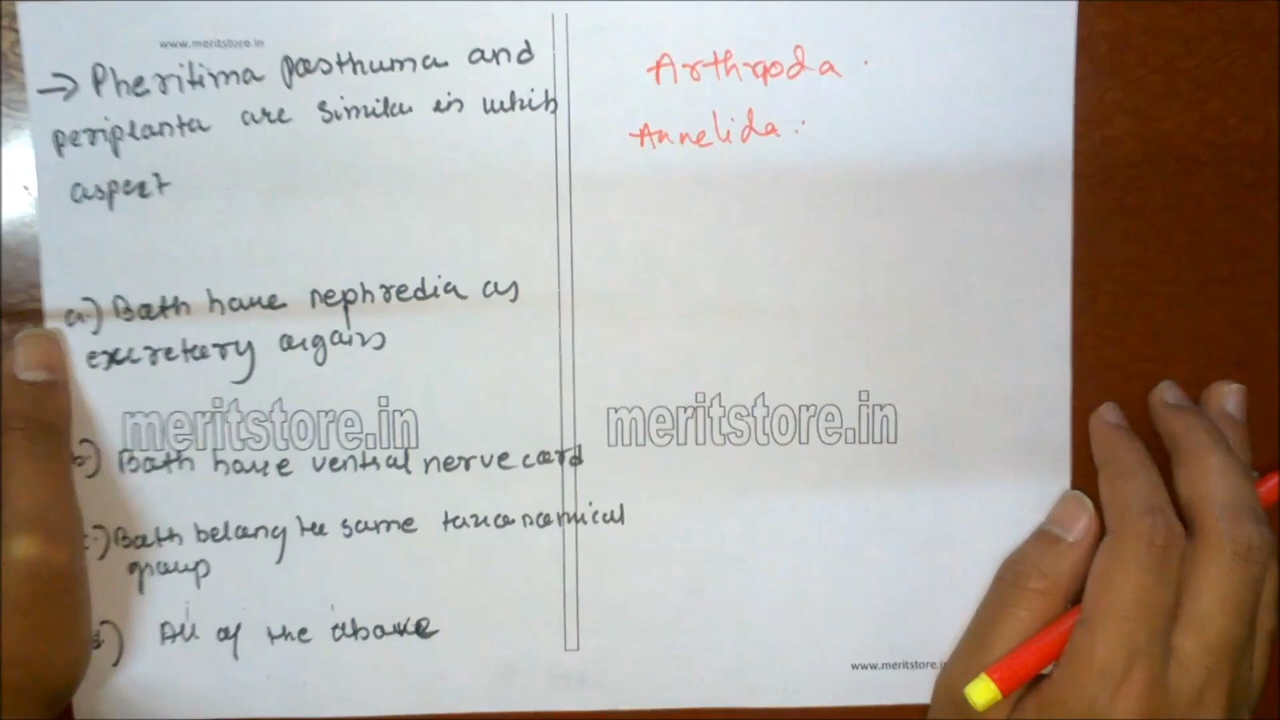 www.meritstore.in
→ Pheritima posthuma and
periplanta are similar in which
aspect
a.) Both have nephredia as
excretary organs
meritstore.in
b.) Both have ventral nerve cord
c.) Both belong to same taxonomical
group
d.) All of the above
Arthropoda.
Annelida.
meritstore.in
www.meritstore.in